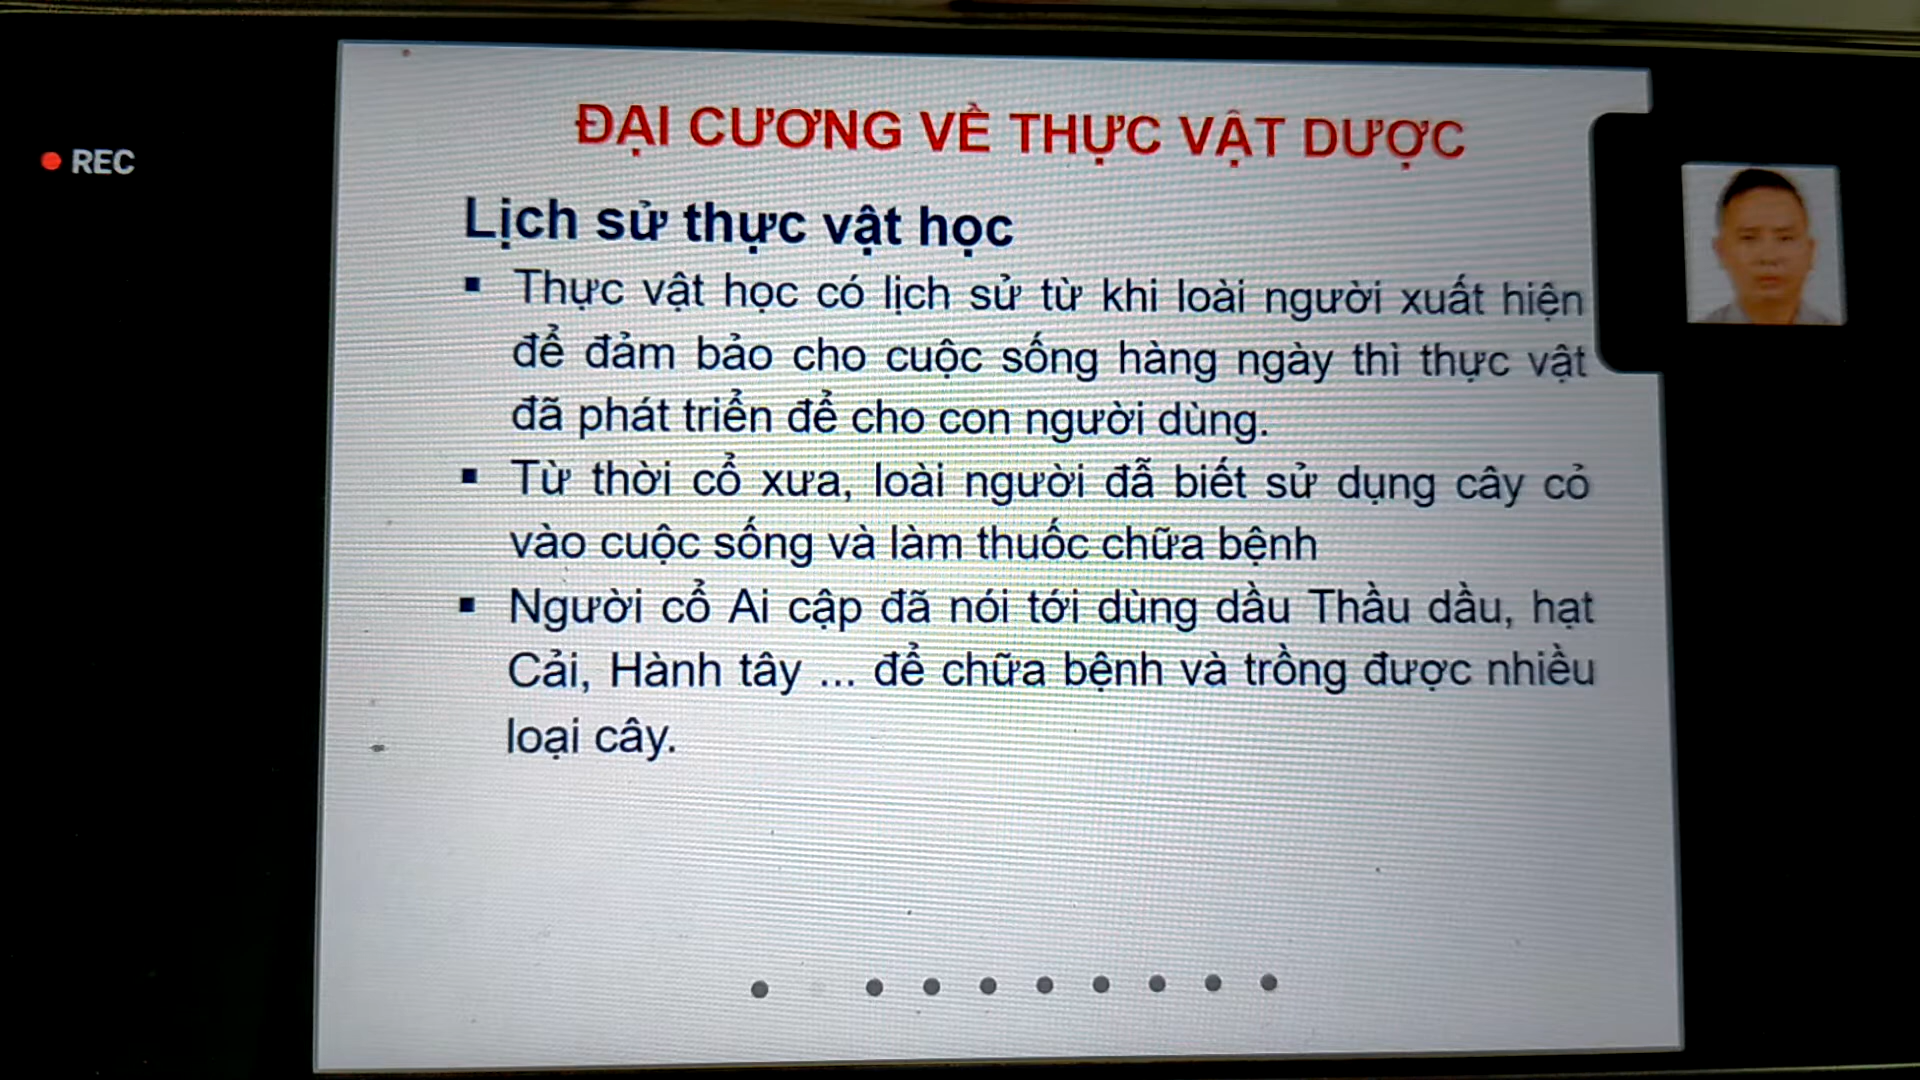 REC
ĐẠI CƯƠNG VỀ THỰC VẬT DƯỢC
Lịch sử thực vật học
▪ Thực vật học có lịch sử từ khi loài người xuất hiện
để đảm bảo cho cuộc sống hàng ngày thì thực vật
đã phát triển để cho con người dùng.
▪ Từ thời cổ xưa, loài người đẫ biết sử dụng cây cỏ
vào cuộc sống và làm thuốc chữa bệnh
▪ Người cổ Ai cập đã nói tới dùng dầu Thầu dầu, hạt
Cải, Hành tây ... để chữa bệnh và trồng được nhiều
loại cây.